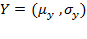 Y = (μ_y , σ_y)